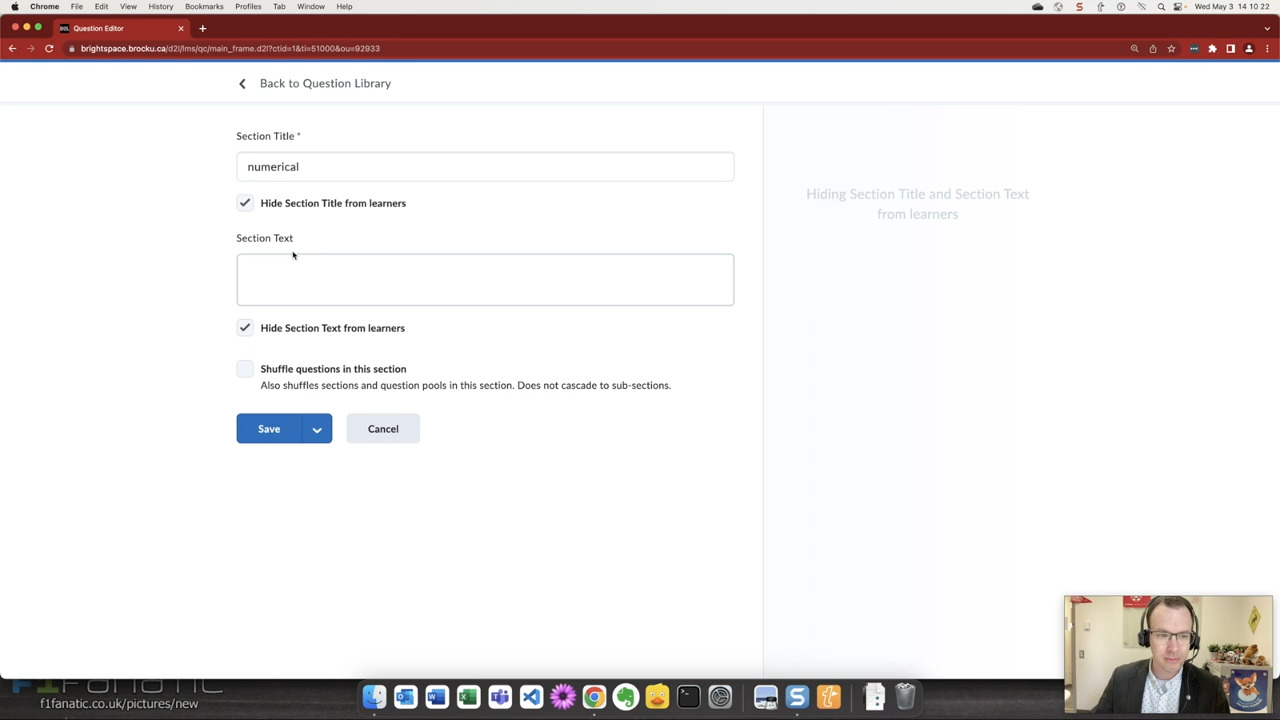 Chrome File Edit View History Bookmarks Profiles Tab Window Help
Wed May 3 14 10 22
Question Editor
brightspace.brocku.ca/d2l/lms/qc/main_frame.d2l?ctid=1&ti=51000&ou=92933
Back to Question Library
Section Title *
numerical
Hide Section Title from learners
Section Text
Hide Section Text from learners
Shuffle questions in this section
Also shuffles sections and question pools in this section. Does not cascade to sub-sections.
Save
Cancel
Hiding Section Title and Section Text
from learners
F1Fanatic
f1fanatic.co.uk/pictures/new